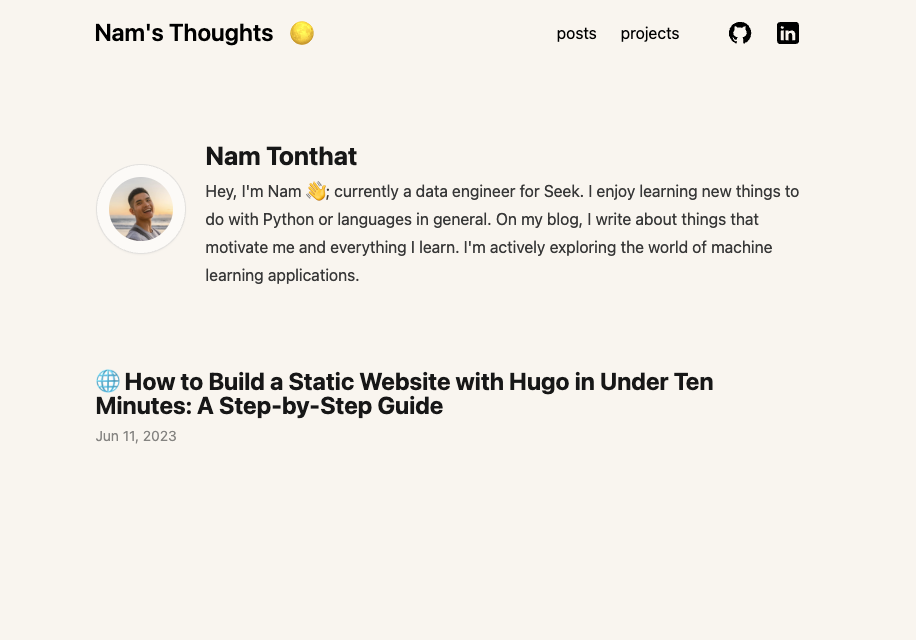 Nam's Thoughts 🌕 posts projects
Nam Tonthat
Hey, I'm Nam 👋; currently a data engineer for Seek. I enjoy learning new things to
do with Python or languages in general. On my blog, I write about things that
motivate me and everything I learn. I'm actively exploring the world of machine
learning applications.
🌐 How to Build a Static Website with Hugo in Under Ten
Minutes: A Step-by-Step Guide
Jun 11, 2023